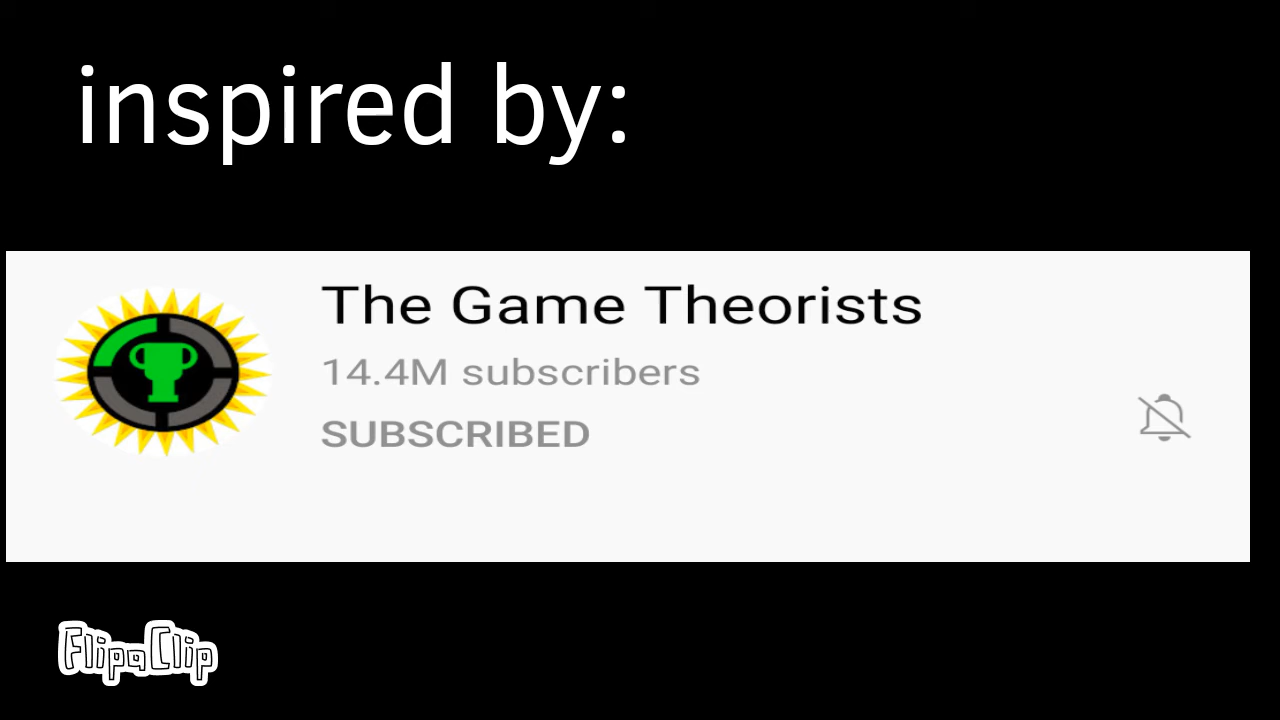 inspired by:
The Game Theorists
14.4M subscribers
SUBSCRIBED
FlipaClip